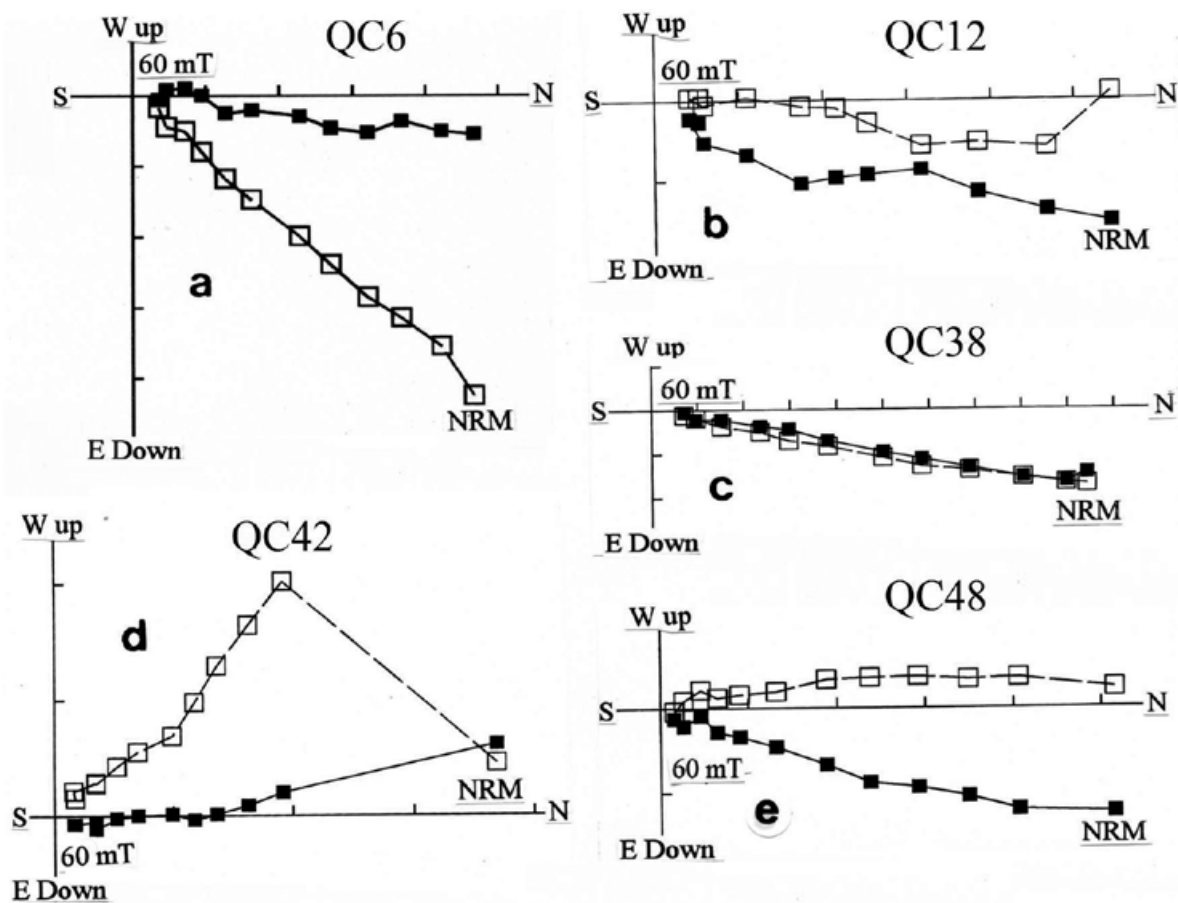 QC6
W up
60 mT
S
N
a
NRM
E Down
QC12
W up
60 mT
S
N
b
NRM
E Down
QC38
W up
60 mT
S
N
c
NRM
E Down
QC42
W up
d
NRM
S
N
60 mT
E Down
QC48
W up
S
N
60 mT
e
NRM
E Down